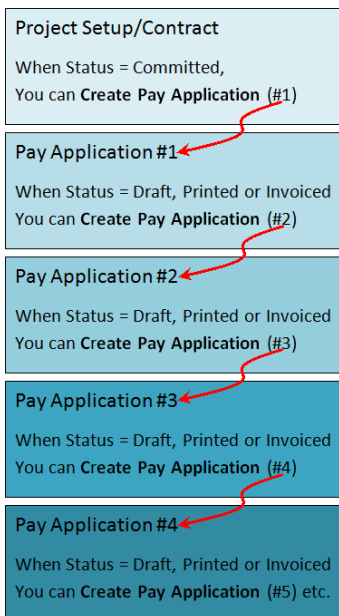 Project Setup/Contract
When Status = Committed,
You can Create Pay Application (#1)
Pay Application #1
When Status = Draft, Printed or Invoiced
You can Create Pay Application (#2)
Pay Application #2
When Status = Draft, Printed or Invoiced
You can Create Pay Application (#3)
Pay Application #3
When Status = Draft, Printed or Invoiced
You can Create Pay Application (#4)
Pay Application #4
When Status = Draft, Printed or Invoiced
You can Create Pay Application (#5) etc.